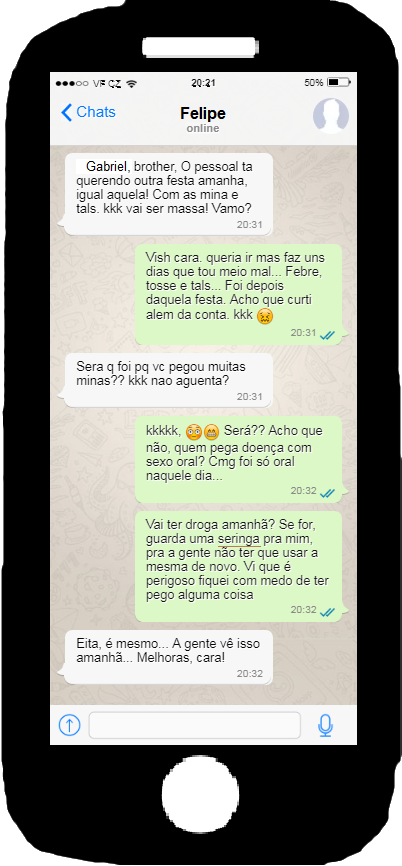 VF CZ 20:21 50%
Chats Felipe
online
Gabriel, brother, O pessoal ta
querendo outra festa amanha,
igual aquela! Com as mina e
tals. kkk vai ser massa! Vamo?
20:31
Vish cara. queria ir mas faz uns
dias que tou meio mal... Febre,
tosse e tals... Foi depois
daquela festa. Acho que curti
alem da conta. kkk 😖
20:31
Sera q foi pq vc pegou muitas
minas?? kkk nao aguenta?
20:31
kkkkk, 😳😁 Será?? Acho que
não, quem pega doença com
sexo oral? Cmg foi só oral
naquele dia...
20:32
Vai ter droga amanhã? Se for,
guarda uma seringa pra mim,
pra a gente não ter que usar a
mesma de novo. Vi que é
perigoso fiquei com medo de ter
pego alguma coisa
20:32
Eita, é mesmo... A gente vê isso
amanhã... Melhoras, cara!
20:32